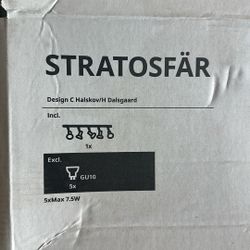 STRATOSFÄR
Design C Halskov/H Dalsgaard
Incl.
1x
Excl.
GU10
5x
5xMax 7.5W